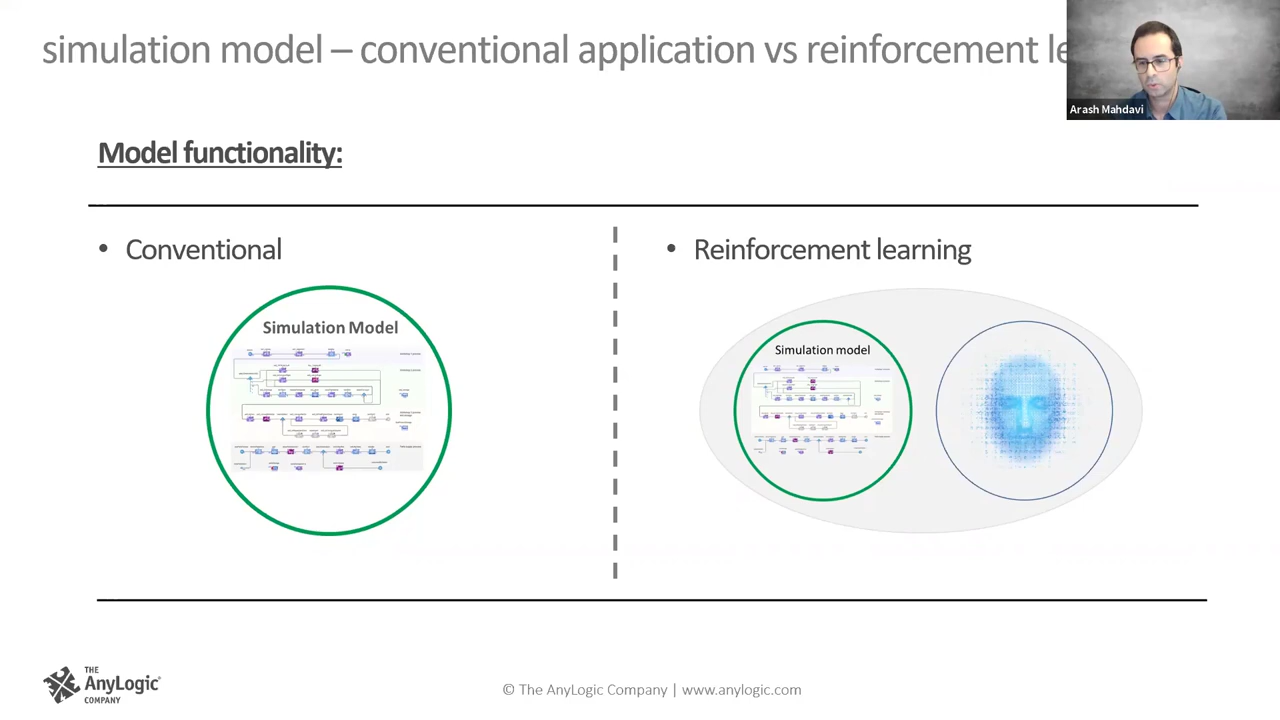 simulation model – conventional application vs reinforcement le
Arash Mahdavi
Model functionality:
• Conventional
• Reinforcement learning
Simulation Model
Simulation model
THE
AnyLogic
COMPANY
© The AnyLogic Company | www.anylogic.com